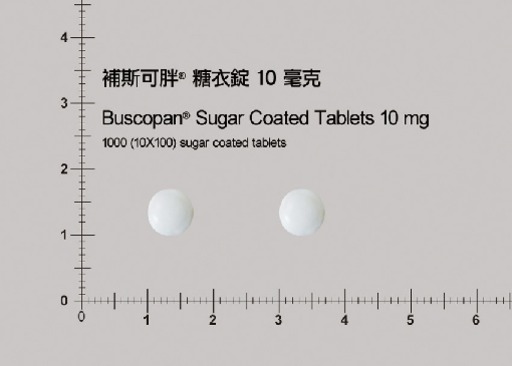 補斯可胖® 糖衣錠 10 毫克
Buscopan® Sugar Coated Tablets 10 mg
1000 (10X100) sugar coated tablets
4
3
2
1
0
0 1 2 3 4 5 6